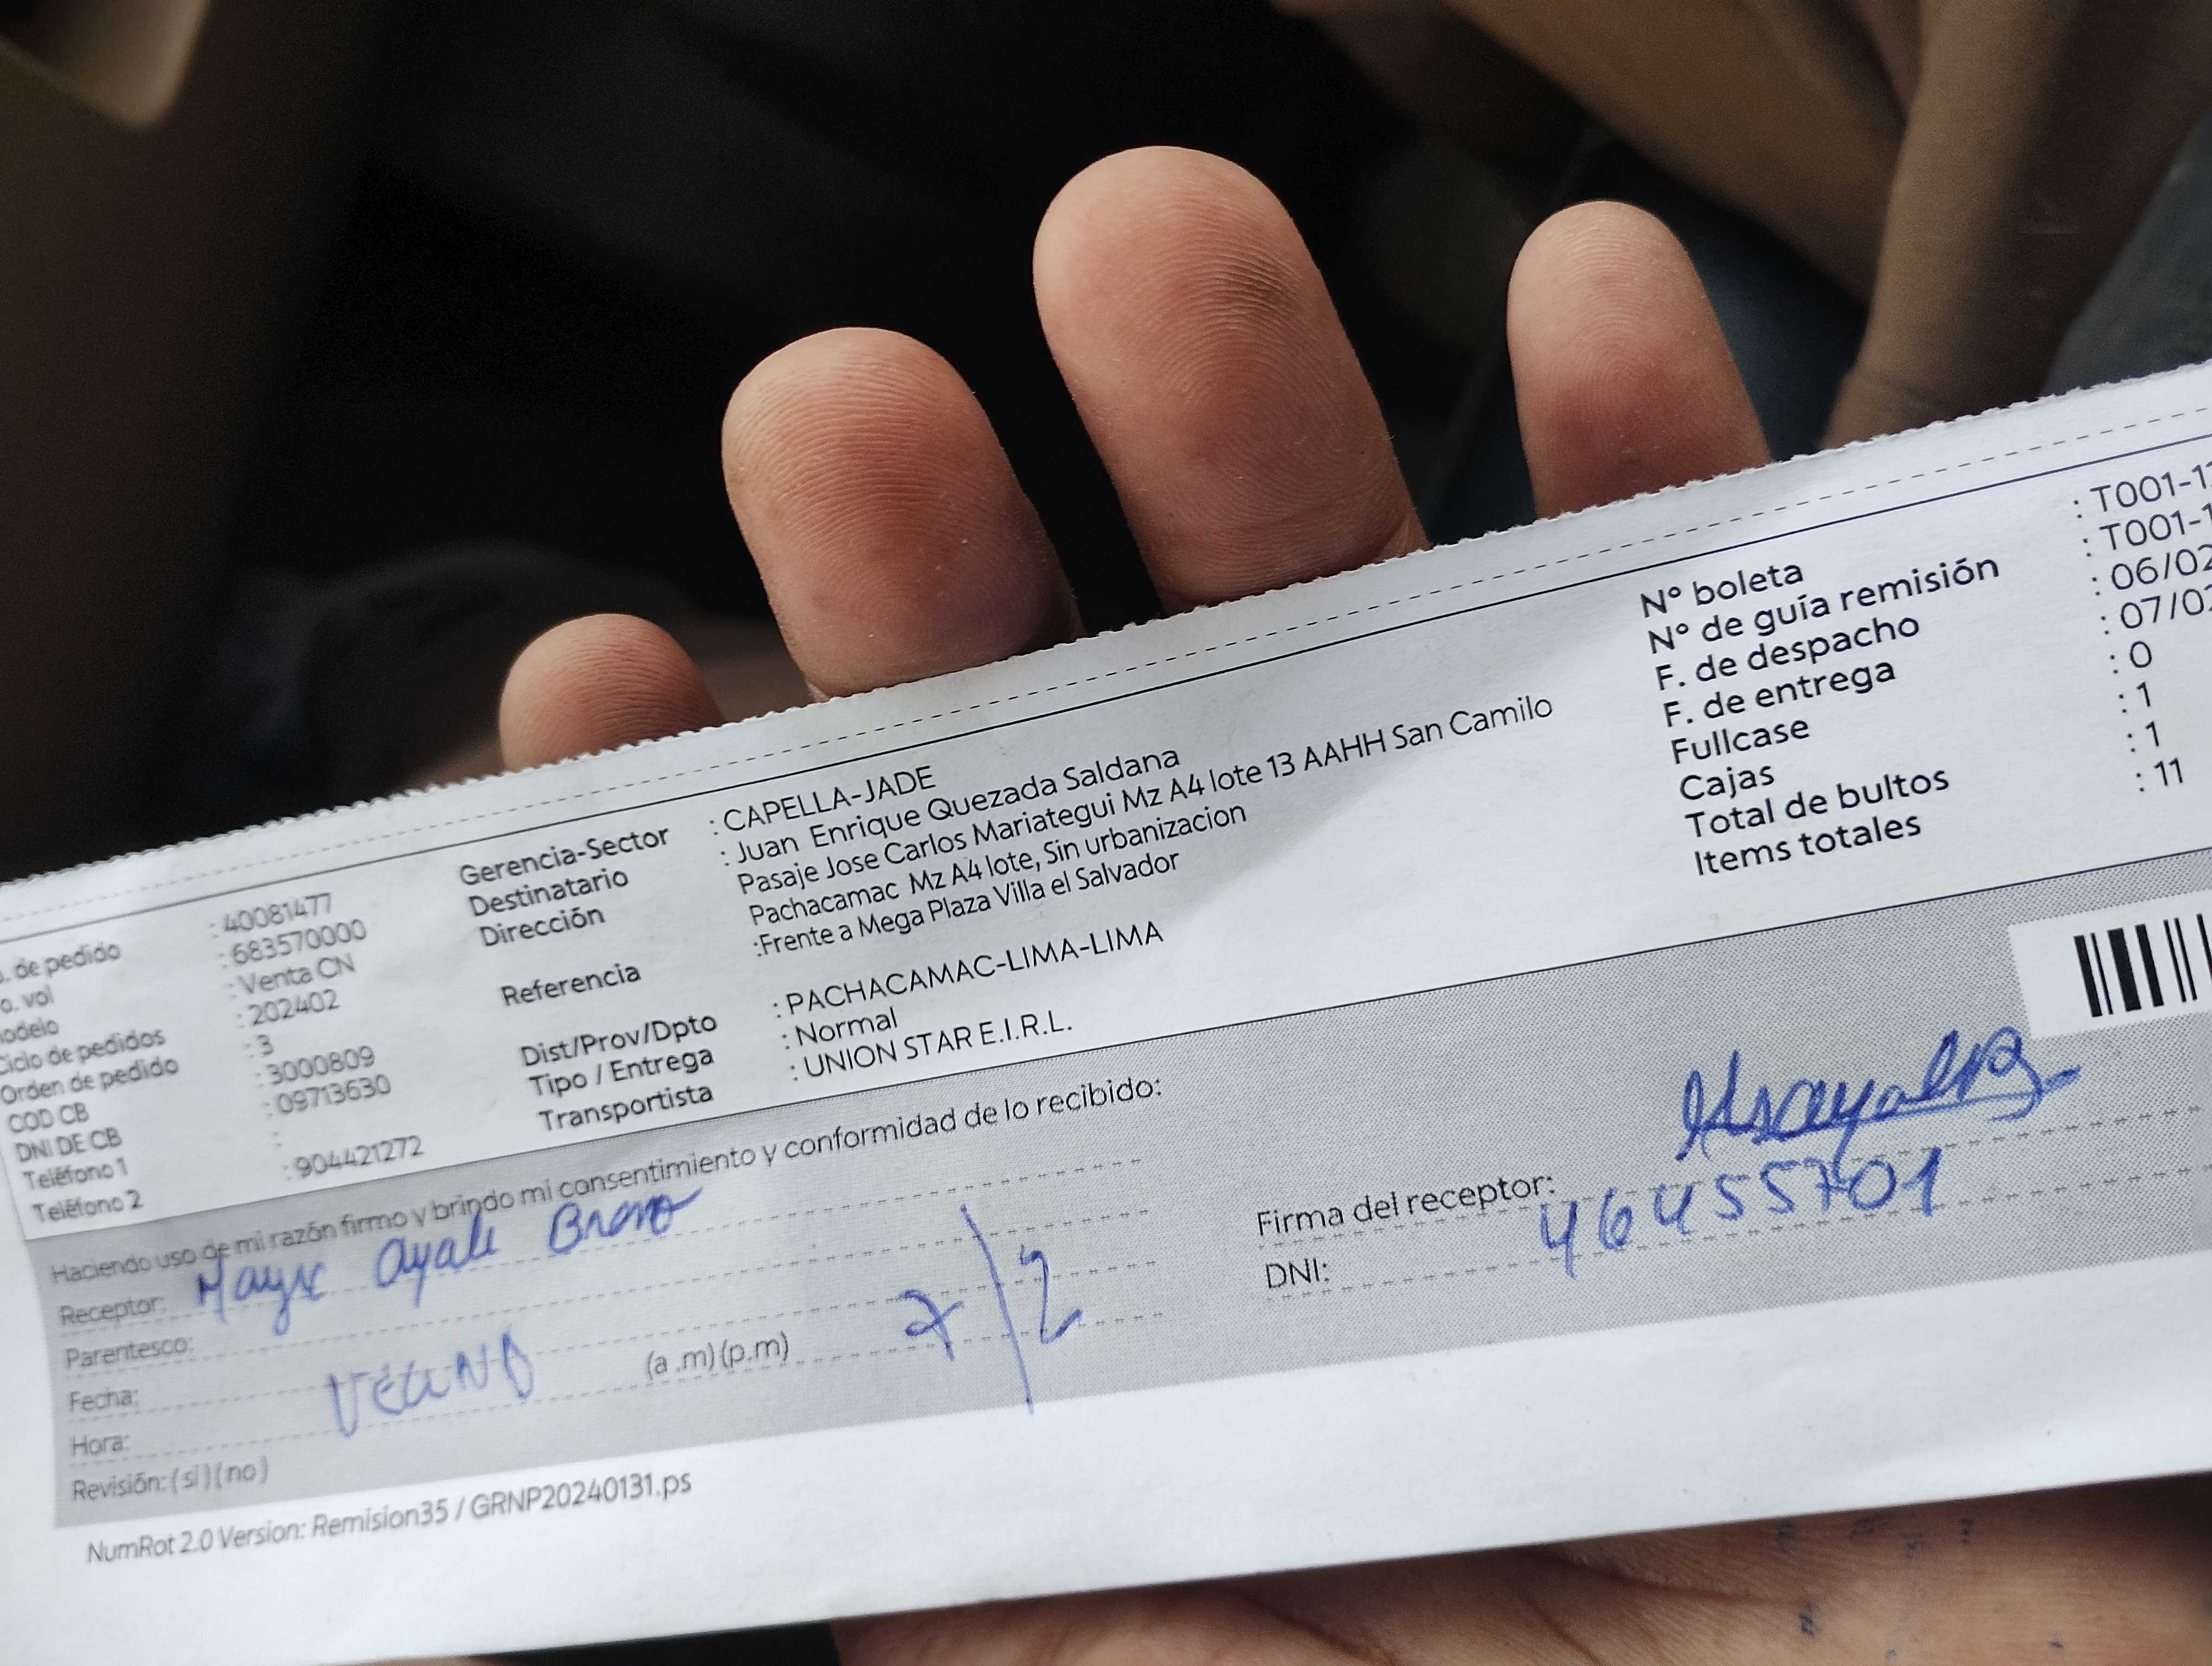 . de pedido : 40081477
o. vol : 683570000
odelo : Venta CN
Ciclo de pedidos : 202402
Orden de pedido : 3
COD CB : 3000809
DNI DE CB : 09713630
Teléfono 1 :
Teléfono 2 : 904421272
Gerencia-Sector : CAPELLA-JADE
Destinatario : Juan Enrique Quezada Saldana
Dirección Pasaje Jose Carlos Mariategui Mz A4 lote 13 AAHH San Camilo
Pachacamac Mz A4 lote, Sin urbanizacion
Referencia :Frente a Mega Plaza Villa el Salvador
Dist/Prov/Dpto : PACHACAMAC-LIMA-LIMA
Tipo / Entrega : Normal
Transportista : UNION STAR E.I.R.L.
N° boleta : T001-1
N° de guía remisión : T001-1
F. de despacho : 06/02
F. de entrega : 07/02
Fullcase : 0
Cajas : 1
Total de bultos : 1
Items totales : 11
Haciendo uso de mi razón firmo y brindo mi consentimiento y conformidad de lo recibido:
Receptor: Ayala Bravo
Parentesco:
Fecha: VECINO (a .m) (p.m) 7/2
Hora:
Revisión: (si) (no)
Firma del receptor:
DNI: 46455701
NumRot 2.0 Version: Remision35 / GRNP20240131.ps